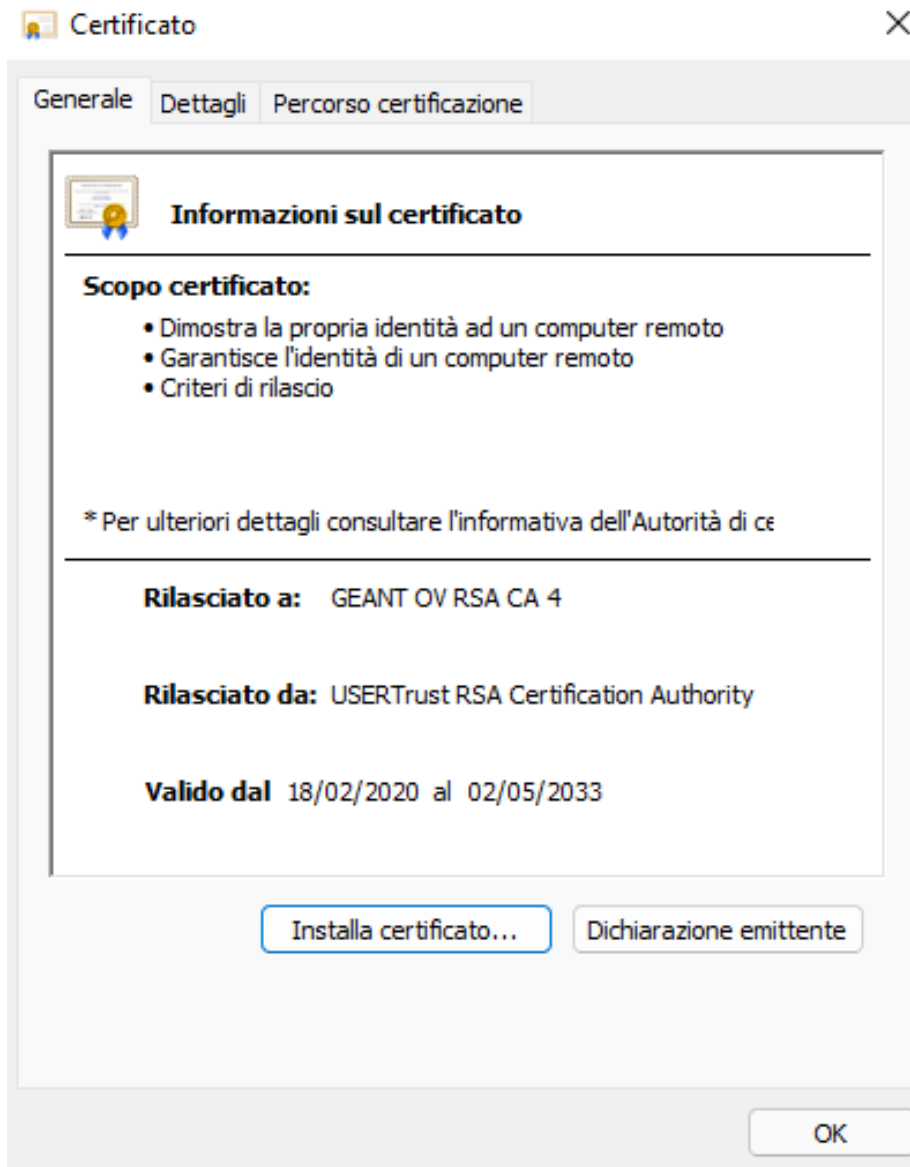 Certificato
Generale Dettagli Percorso certificazione
Informazioni sul certificato
Scopo certificato:
• Dimostra la propria identità ad un computer remoto
• Garantisce l'identità di un computer remoto
• Criteri di rilascio
* Per ulteriori dettagli consultare l'informativa dell'Autorità di ce
Rilasciato a: GEANT OV RSA CA 4
Rilasciato da: USERTrust RSA Certification Authority
Valido dal 18/02/2020 al 02/05/2033
Installa certificato... Dichiarazione emittente
OK